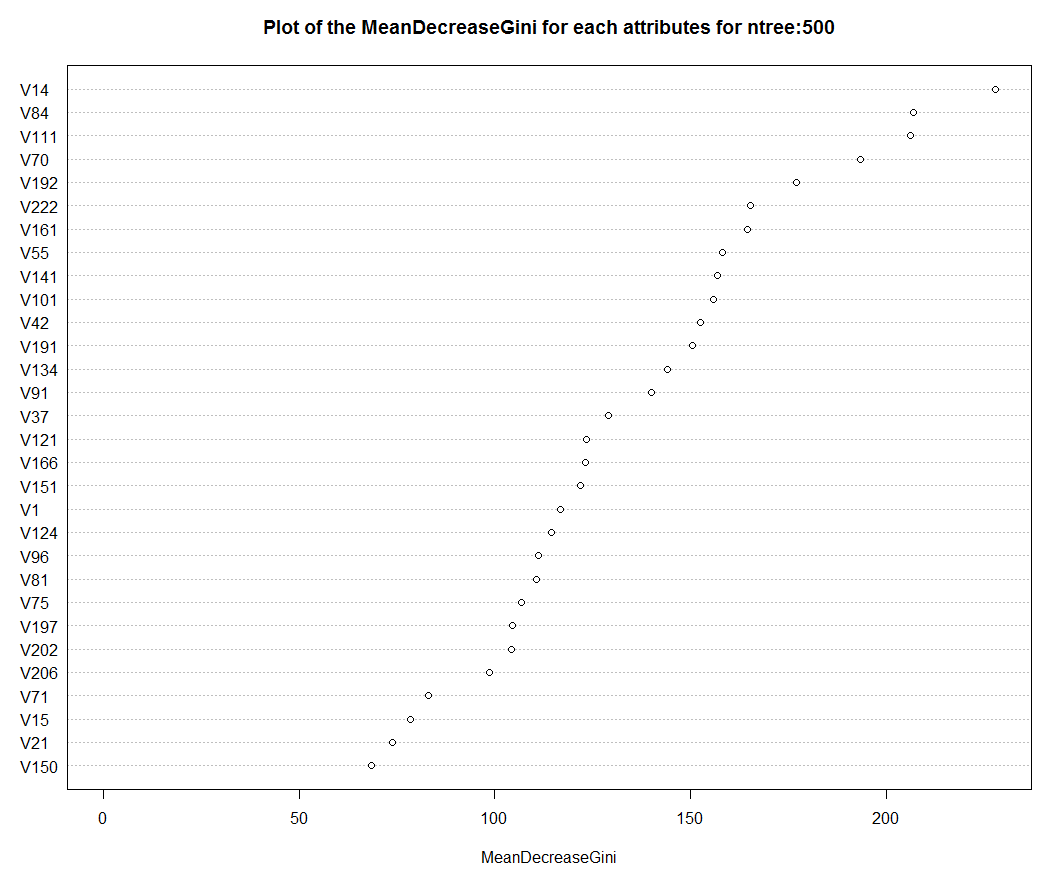 Plot of the MeanDecreaseGini for each attributes for ntree:500
V14
V84
V111
V70
V192
V222
V161
V55
V141
V101
V42
V191
V134
V91
V37
V121
V166
V151
V1
V124
V96
V81
V75
V197
V202
V206
V71
V15
V21
V150
0 50 100 150 200
MeanDecreaseGini